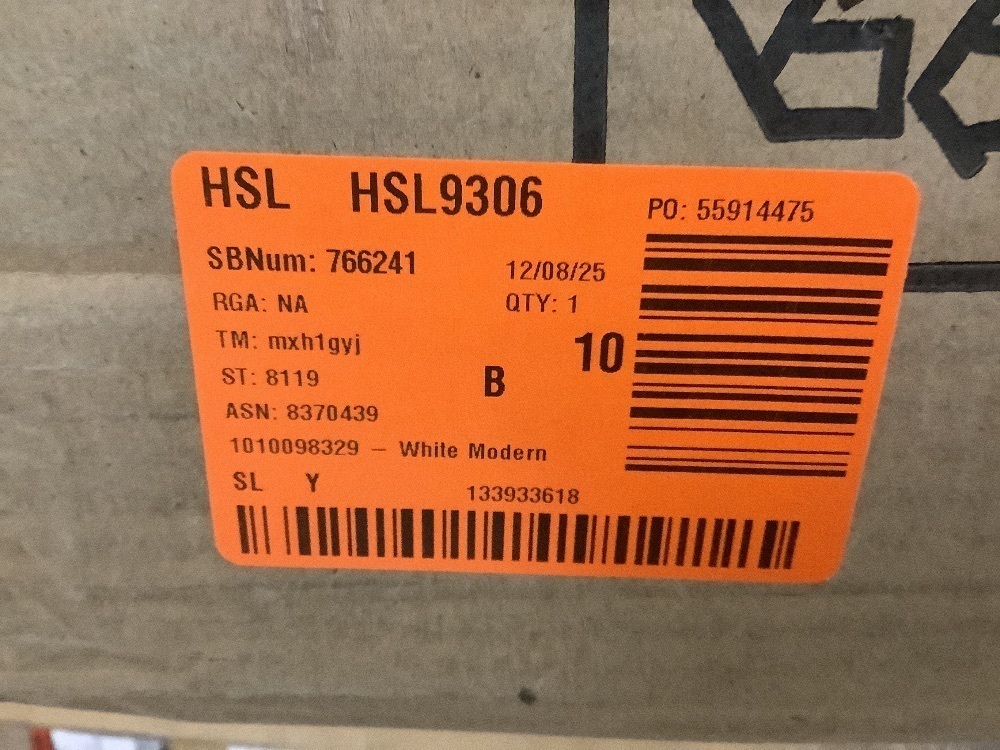 HSL HSL9306
PO: 55914475
SBNum: 766241
12/08/25
RGA: NA
QTY: 1
TM: mxh1gyj
10
ST: 8119
B
ASN: 8370439
1010098329 – White Modern
SL Y
133933618